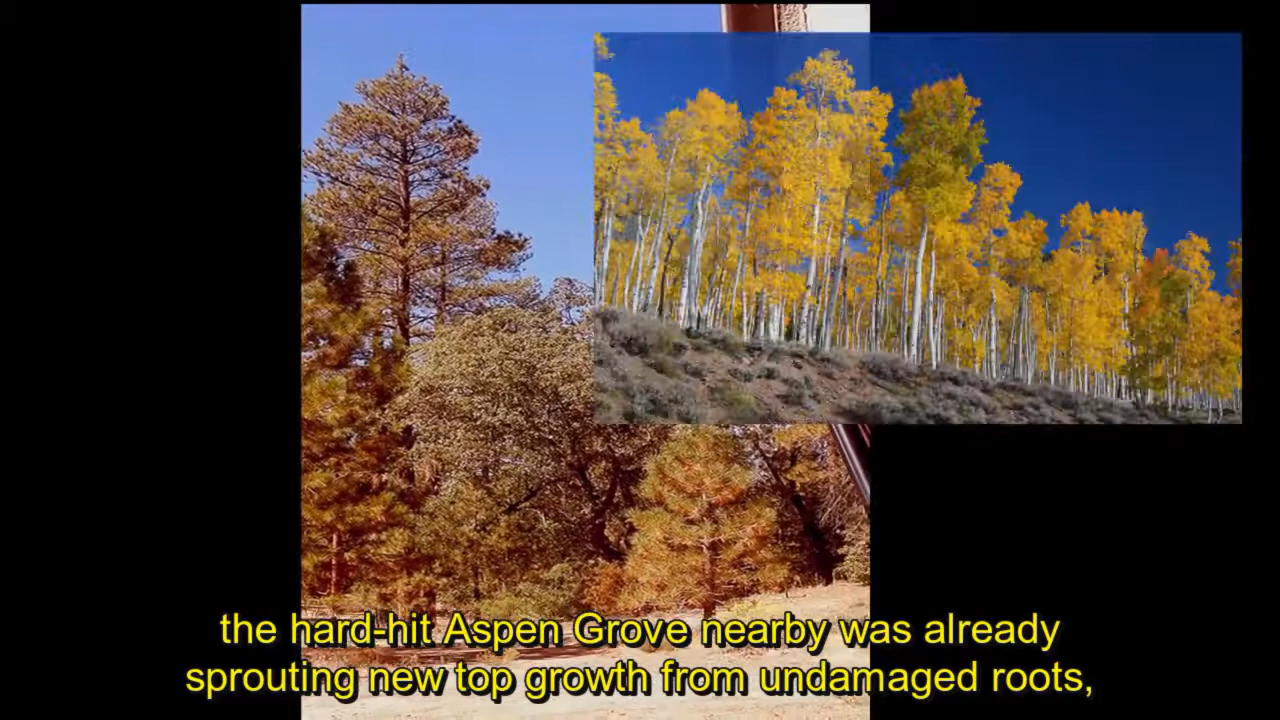 the hard-hit Aspen Grove nearby was already
sprouting new top growth from undamaged roots,